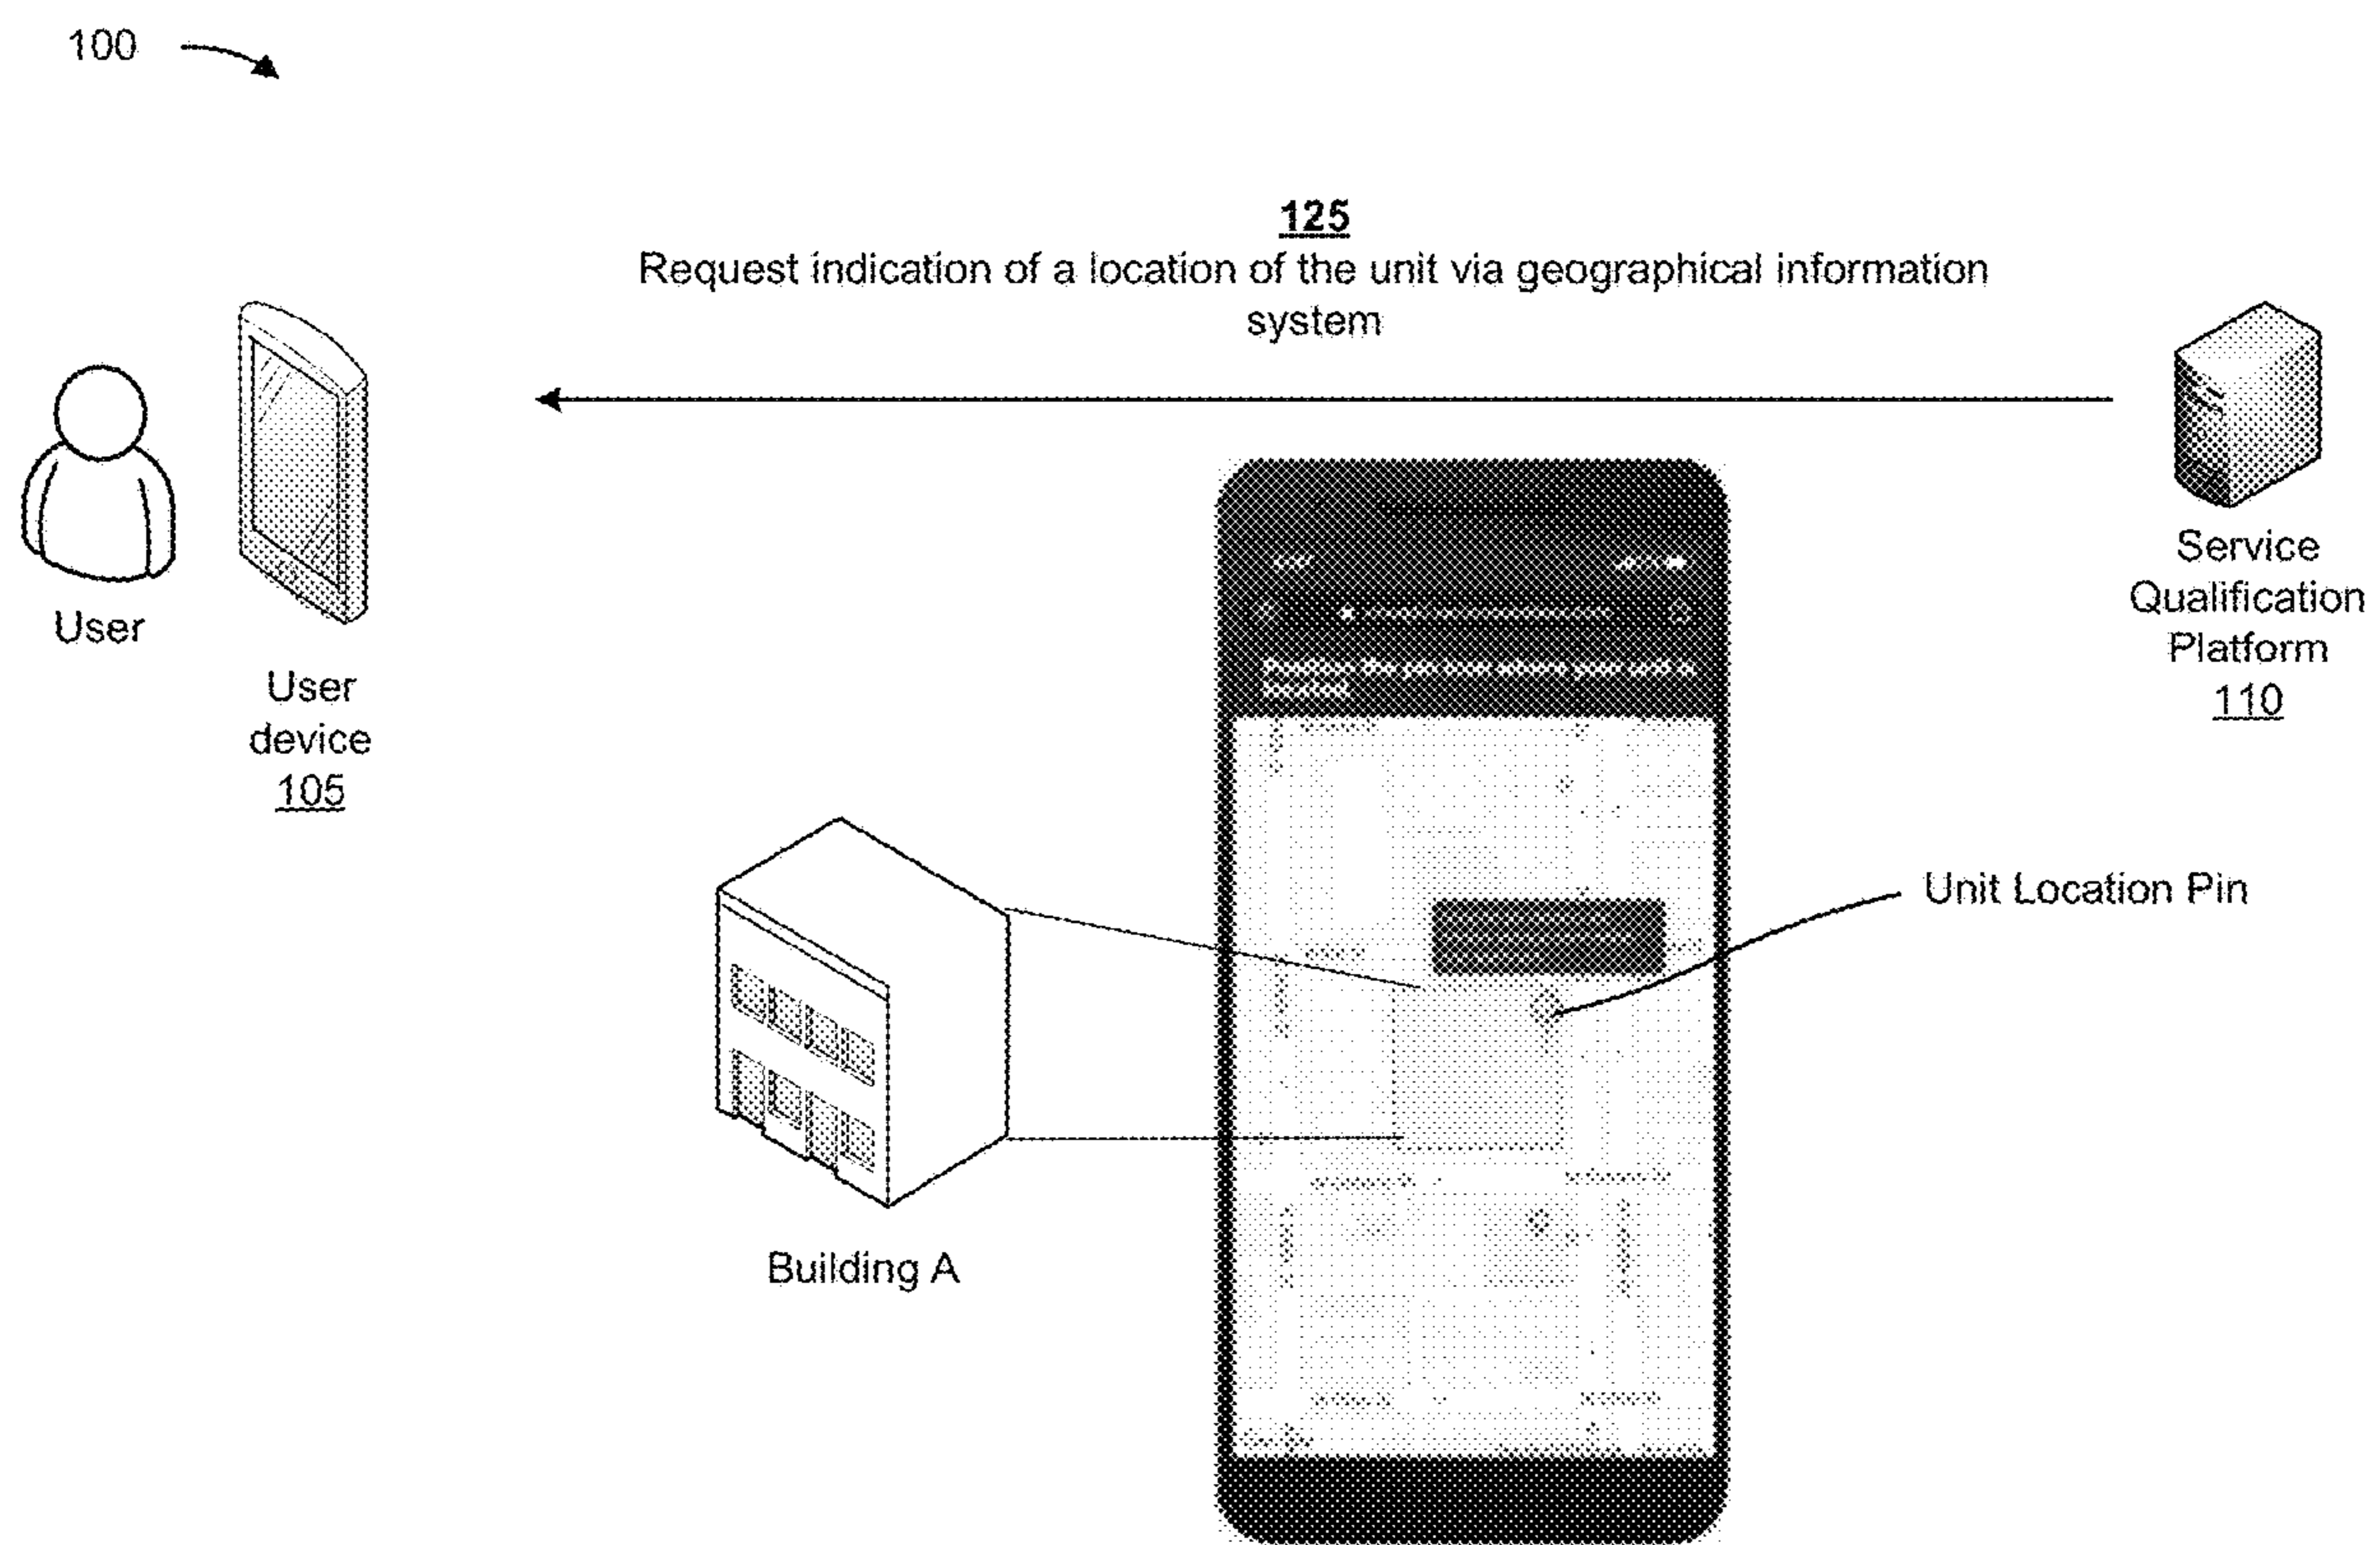 100
125
Request indication of a location of the unit via geographical information
system
User
User
device
105
Service
Qualification
Platform
110
Unit Location Pin
Building A